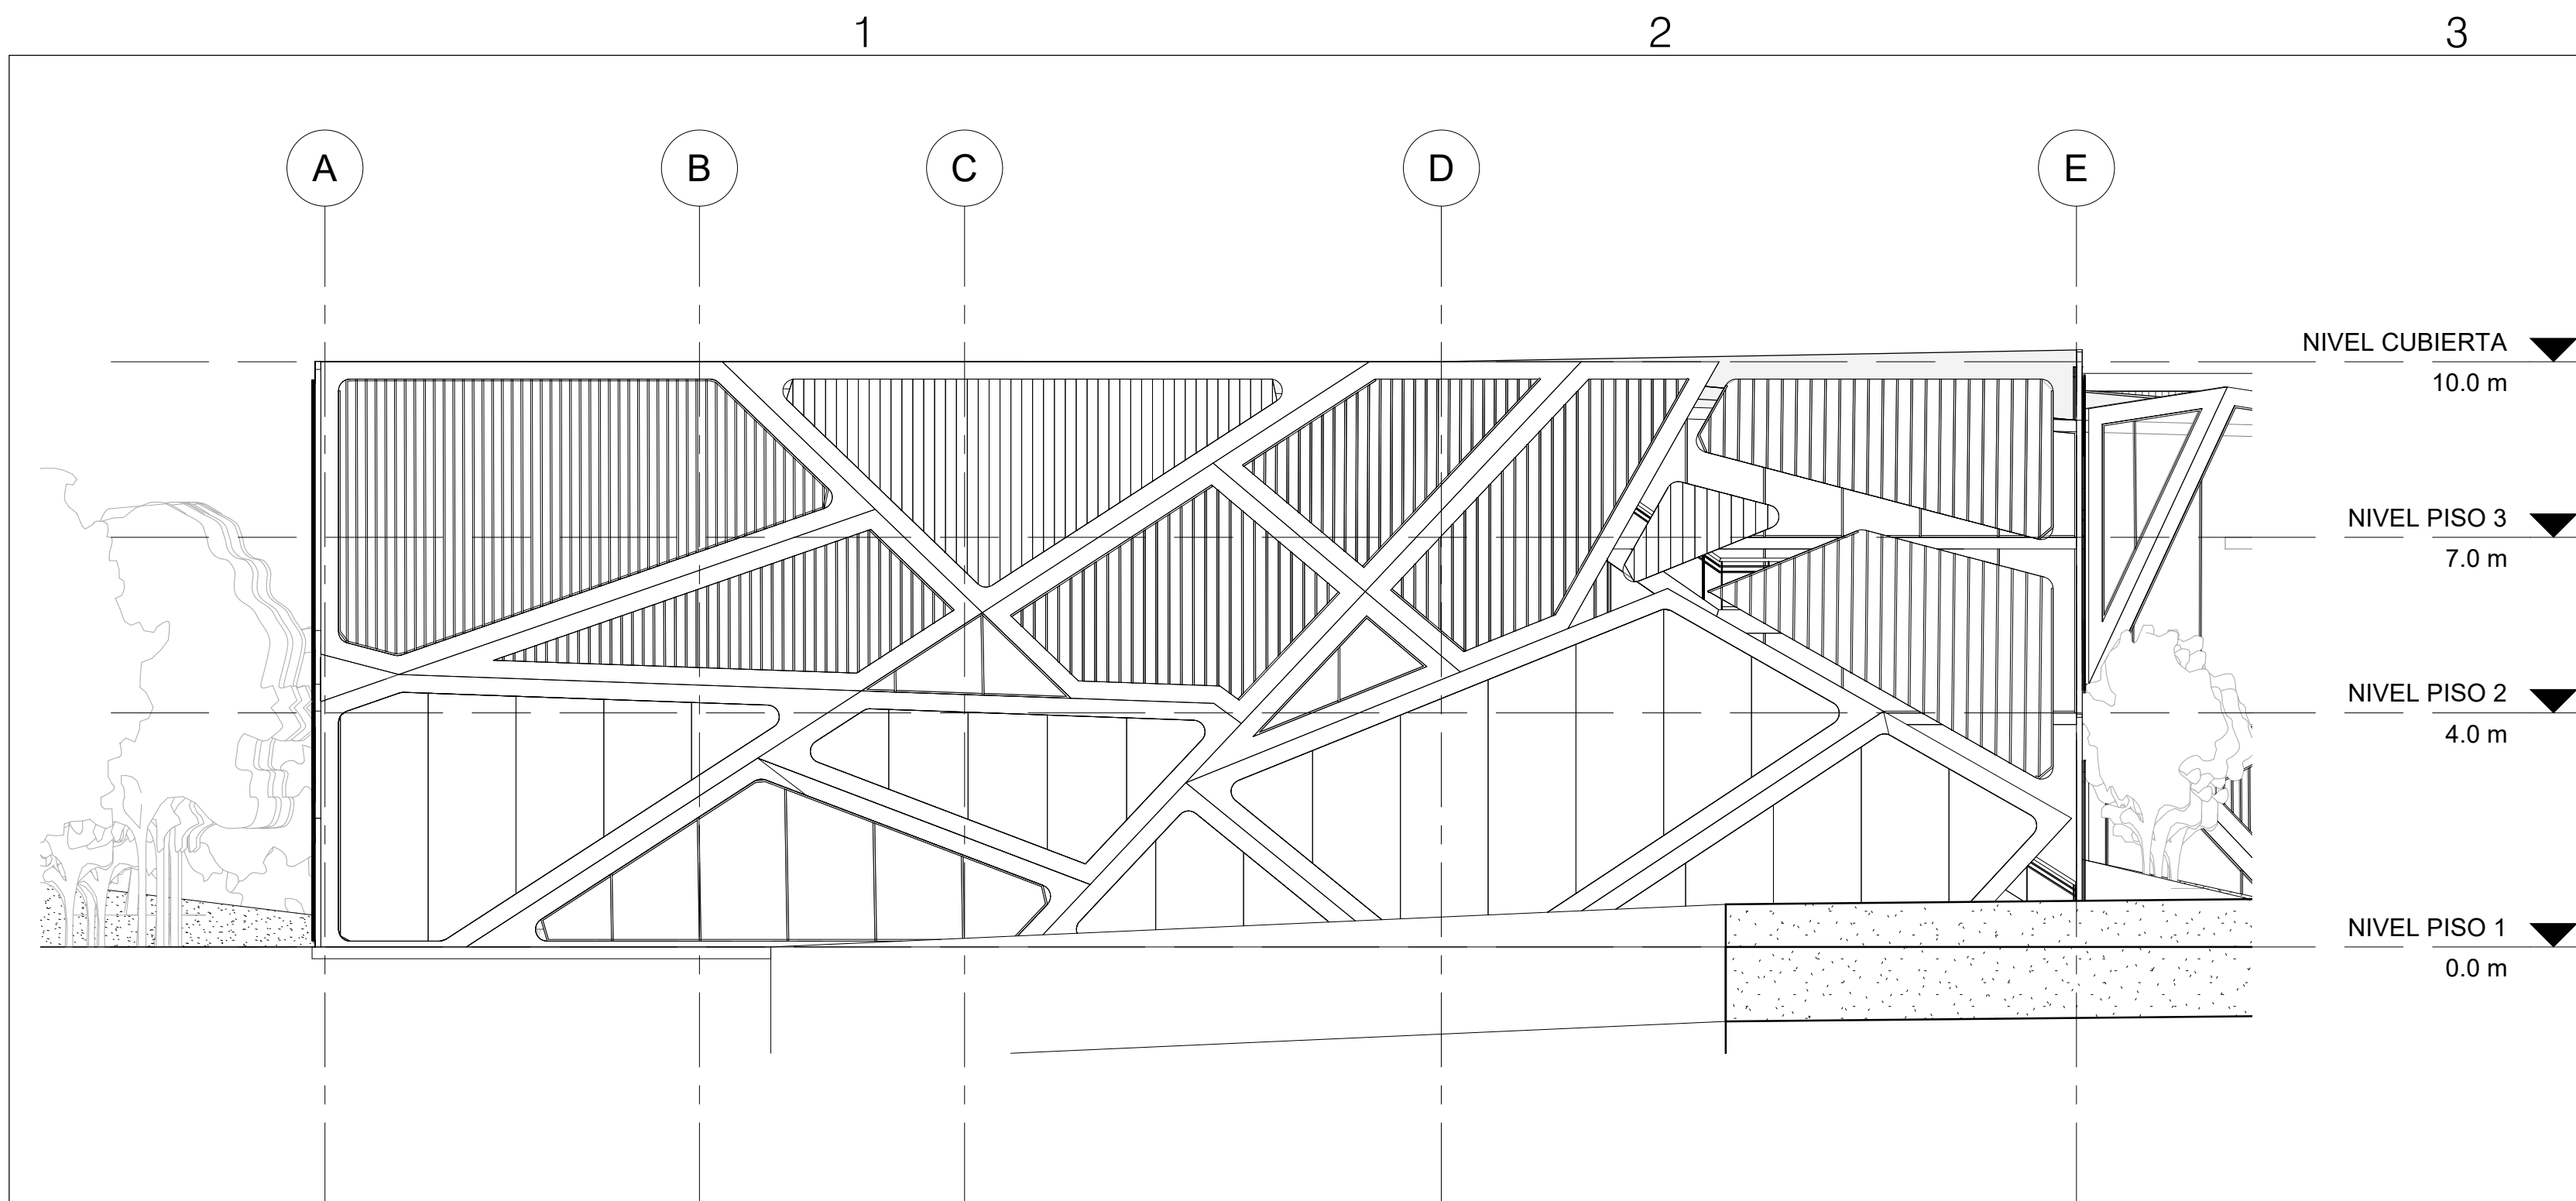 1 2 3
A B C D E
NIVEL CUBIERTA
10.0 m
NIVEL PISO 3
7.0 m
NIVEL PISO 2
4.0 m
NIVEL PISO 1
0.0 m